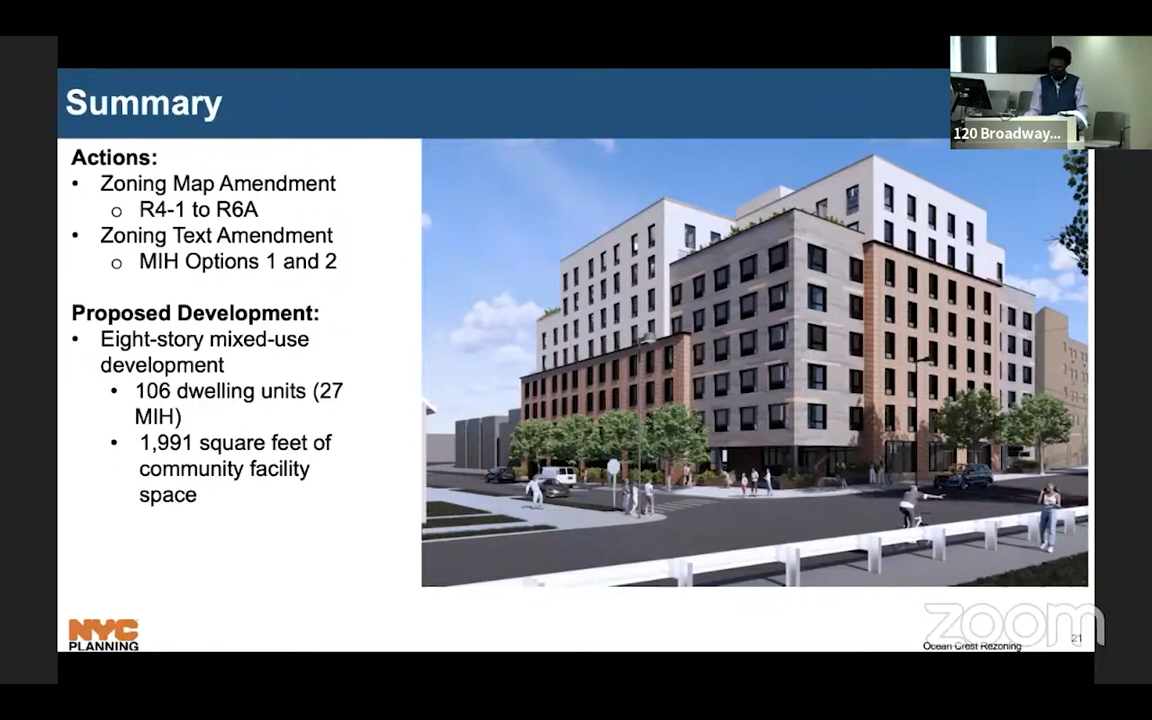 Summary
120 Broadway...
Actions:
• Zoning Map Amendment
o R4-1 to R6A
• Zoning Text Amendment
o MIH Options 1 and 2
Proposed Development:
• Eight-story mixed-use
development
• 106 dwelling units (27
MIH)
• 1,991 square feet of
community facility
space
NYC
PLANNING
zoom
21
Ocean Crest Rezoning